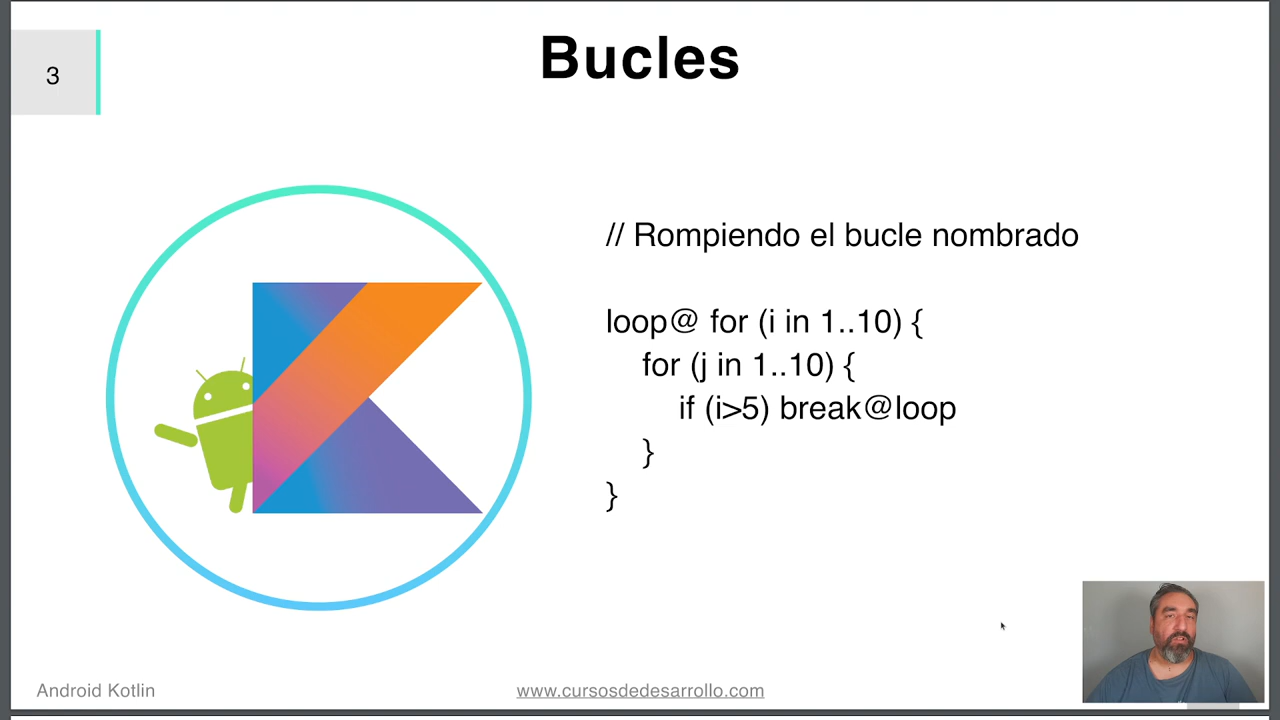 3
Bucles
// Rompiendo el bucle nombrado
loop@ for (i in 1..10) {
for (j in 1..10) {
if (i>5) break@loop
}
}
Android Kotlin
www.cursosdedesarrollo.com